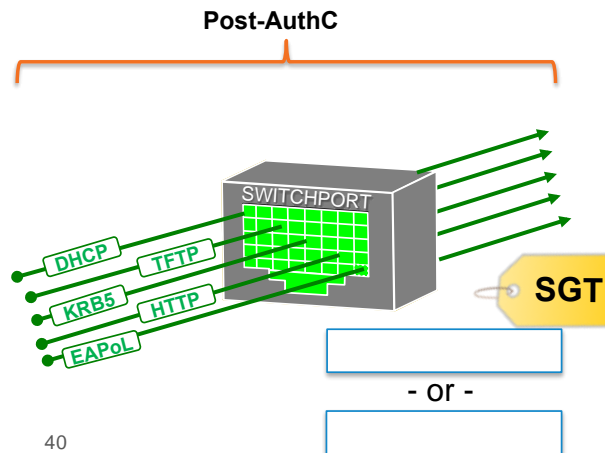 Post-AuthC
SWITCHPORT
DHCP
TFTP
KRB5
HTTP
EAPoL
SGT
- or -
40